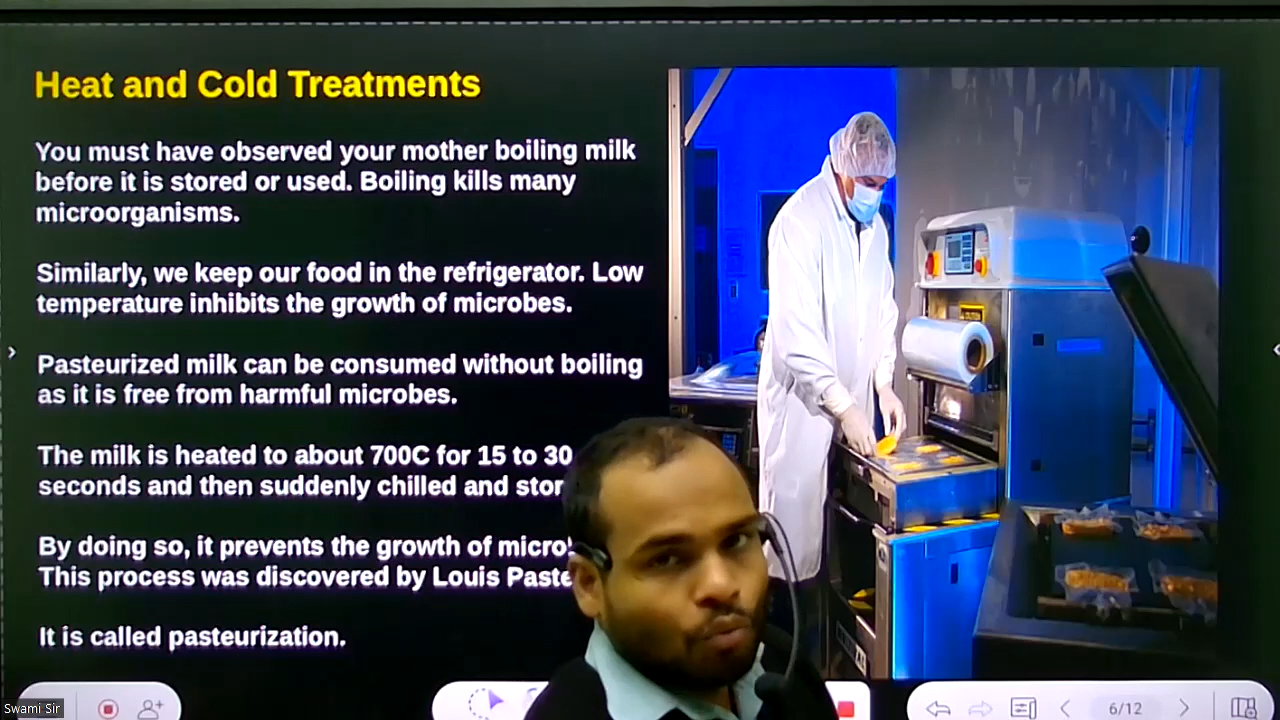 Heat and Cold Treatments
You must have observed your mother boiling milk
before it is stored or used. Boiling kills many
microorganisms.
Similarly, we keep our food in the refrigerator. Low
temperature inhibits the growth of microbes.
Pasteurized milk can be consumed without boiling
as it is free from harmful microbes.
The milk is heated to about 700C for 15 to 30
seconds and then suddenly chilled and
By doing so, it prevents the growth of
This process was discovered by Louis
It is called pasteurization.
Swami Sir
6/12